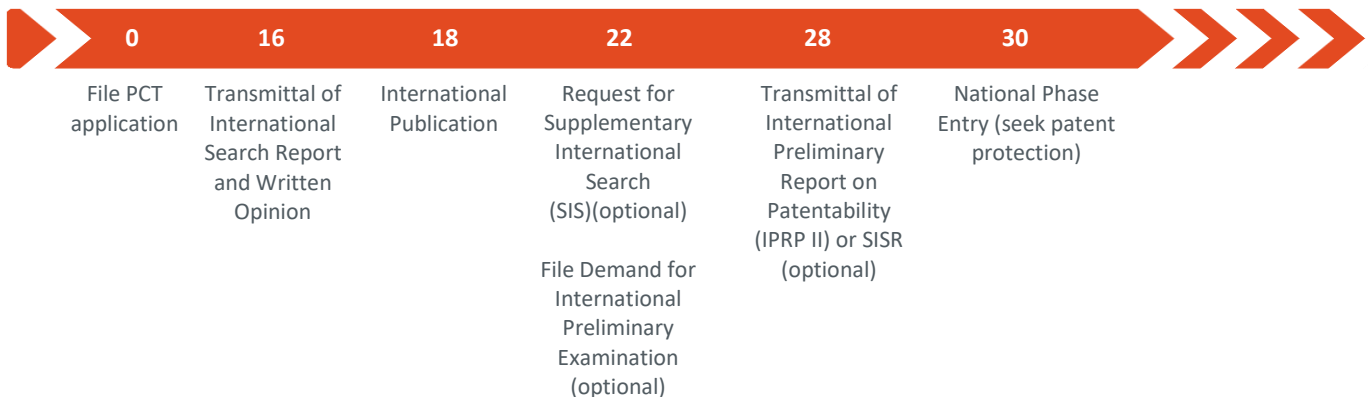 0
16
18
22
28
30
File PCT
application
Transmittal of
International
Search Report
and Written
Opinion
International
Publication
Request for
Supplementary
International
Search
(SIS)(optional)
File Demand for
International
Preliminary
Examination
(optional)
Transmittal of
International
Preliminary
Report on
Patentability
(IPRP II) or SISR
(optional)
National Phase
Entry (seek patent
protection)